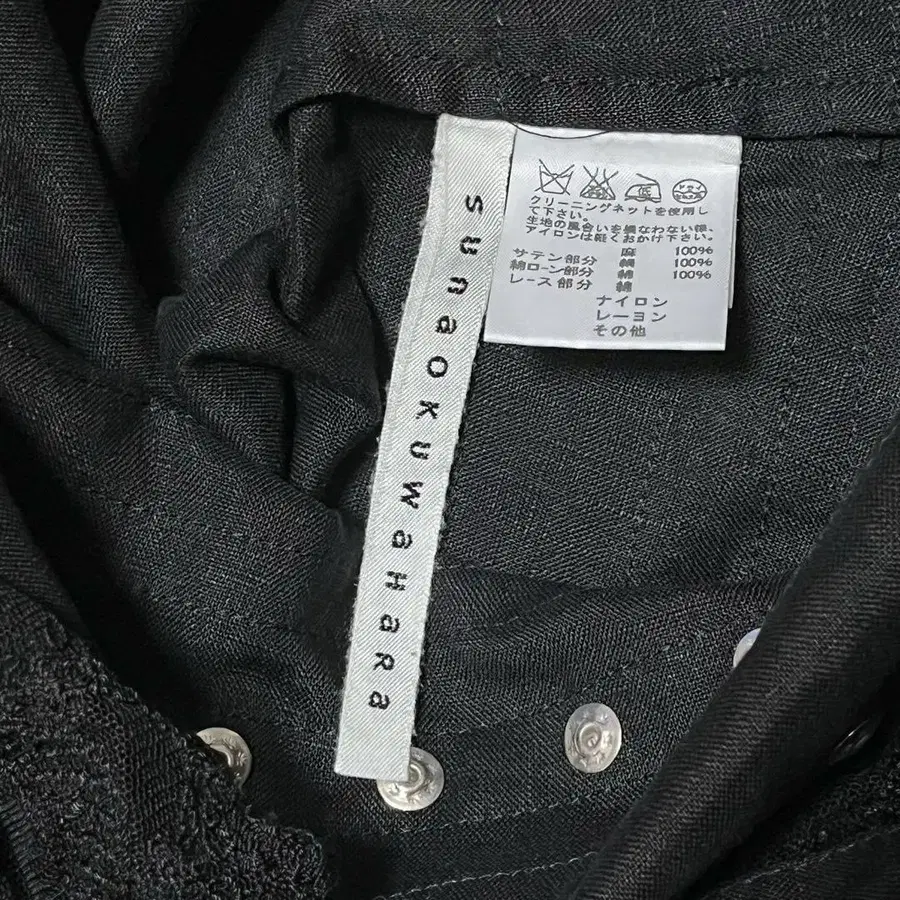 sunaokuwahara
クリーニングネットを使用し
て下さい。
生地の風合いを損なわない様、
アイロンは軽くおかけ下さい。
サテン部分 麻 100%
綿ローン部分 綿 100%
レース部分 綿
ナイロン
レーヨン
その他